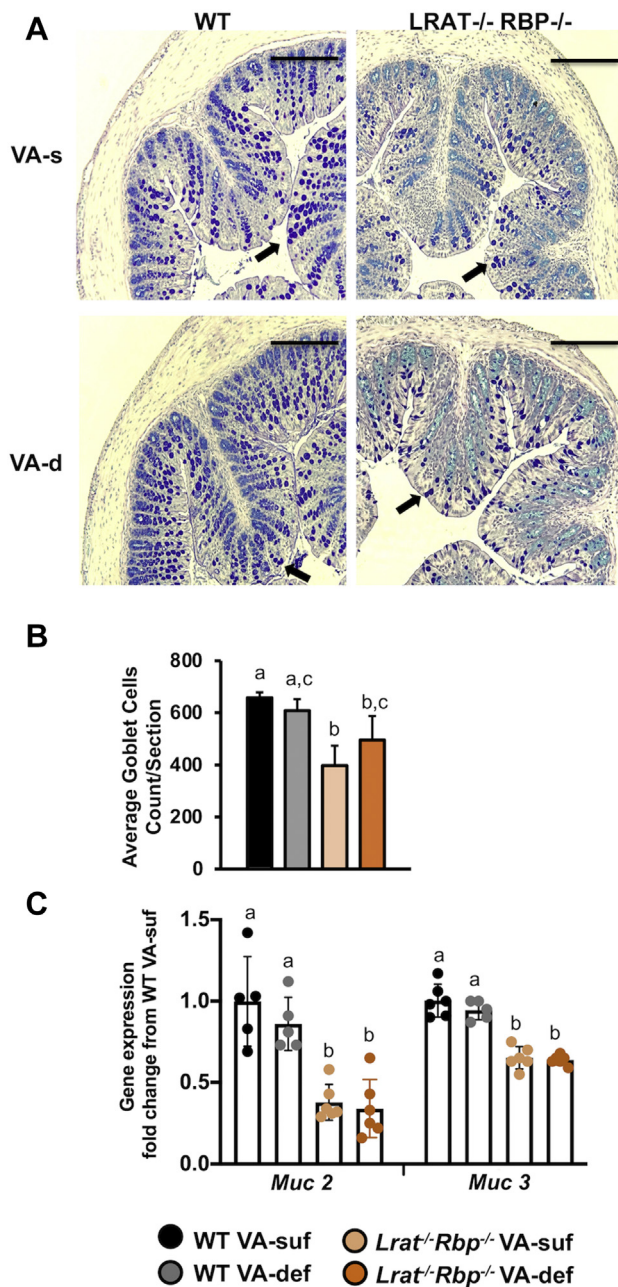 A
WT
LRAT-/- RBP-/-
VA-s
VA-d
B
Average Goblet Cells
Count/Section
800
600
400
200
0
a
a,c
b
b,c
C
Gene expression
fold change from WT VA-suf
1.5
1.0
0.5
0.0
a
a
b
b
a
a
b
b
Muc 2
Muc 3
WT VA-suf
Lrat-/-Rbp-/- VA-suf
WT VA-def
Lrat-/-Rbp-/- VA-def